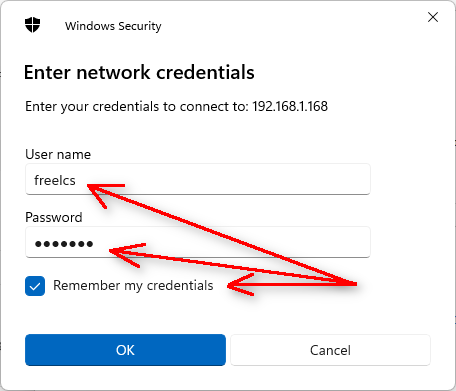 Windows Security
Enter network credentials
Enter your credentials to connect to: 192.168.1.168
User name
freelcs
Password
●●●●●●●
Remember my credentials
OK
Cancel